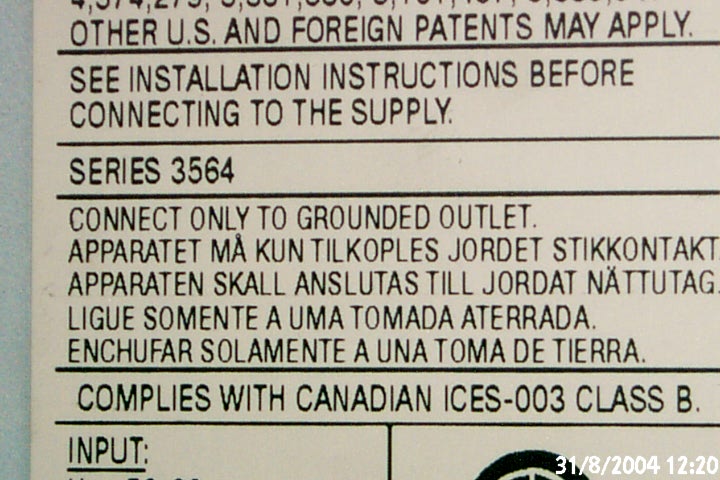 OTHER U.S. AND FOREIGN PATENTS MAY APPLY.
SEE INSTALLATION INSTRUCTIONS BEFORE
CONNECTING TO THE SUPPLY.
SERIES 3564
CONNECT ONLY TO GROUNDED OUTLET.
APPARATET MÅ KUN TILKOPLES JORDET STIKKONTAKT
APPARATEN SKALL ANSLUTAS TILL JORDAT NÄTTUTAG.
LIGUE SOMENTE A UMA TOMADA ATERRADA.
ENCHUFAR SOLAMENTE A UNA TOMA DE TIERRA.
COMPLIES WITH CANADIAN ICES-003 CLASS B.
INPUT:
31/8/2004 12:20